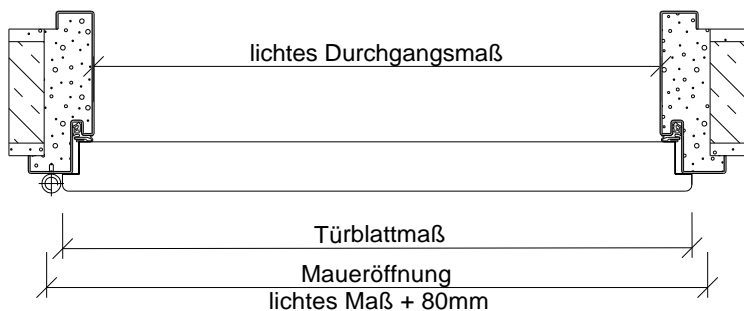 lichtes Durchgangsmaß
Türblattmaß
Maueröffnung
lichtes Maß + 80mm